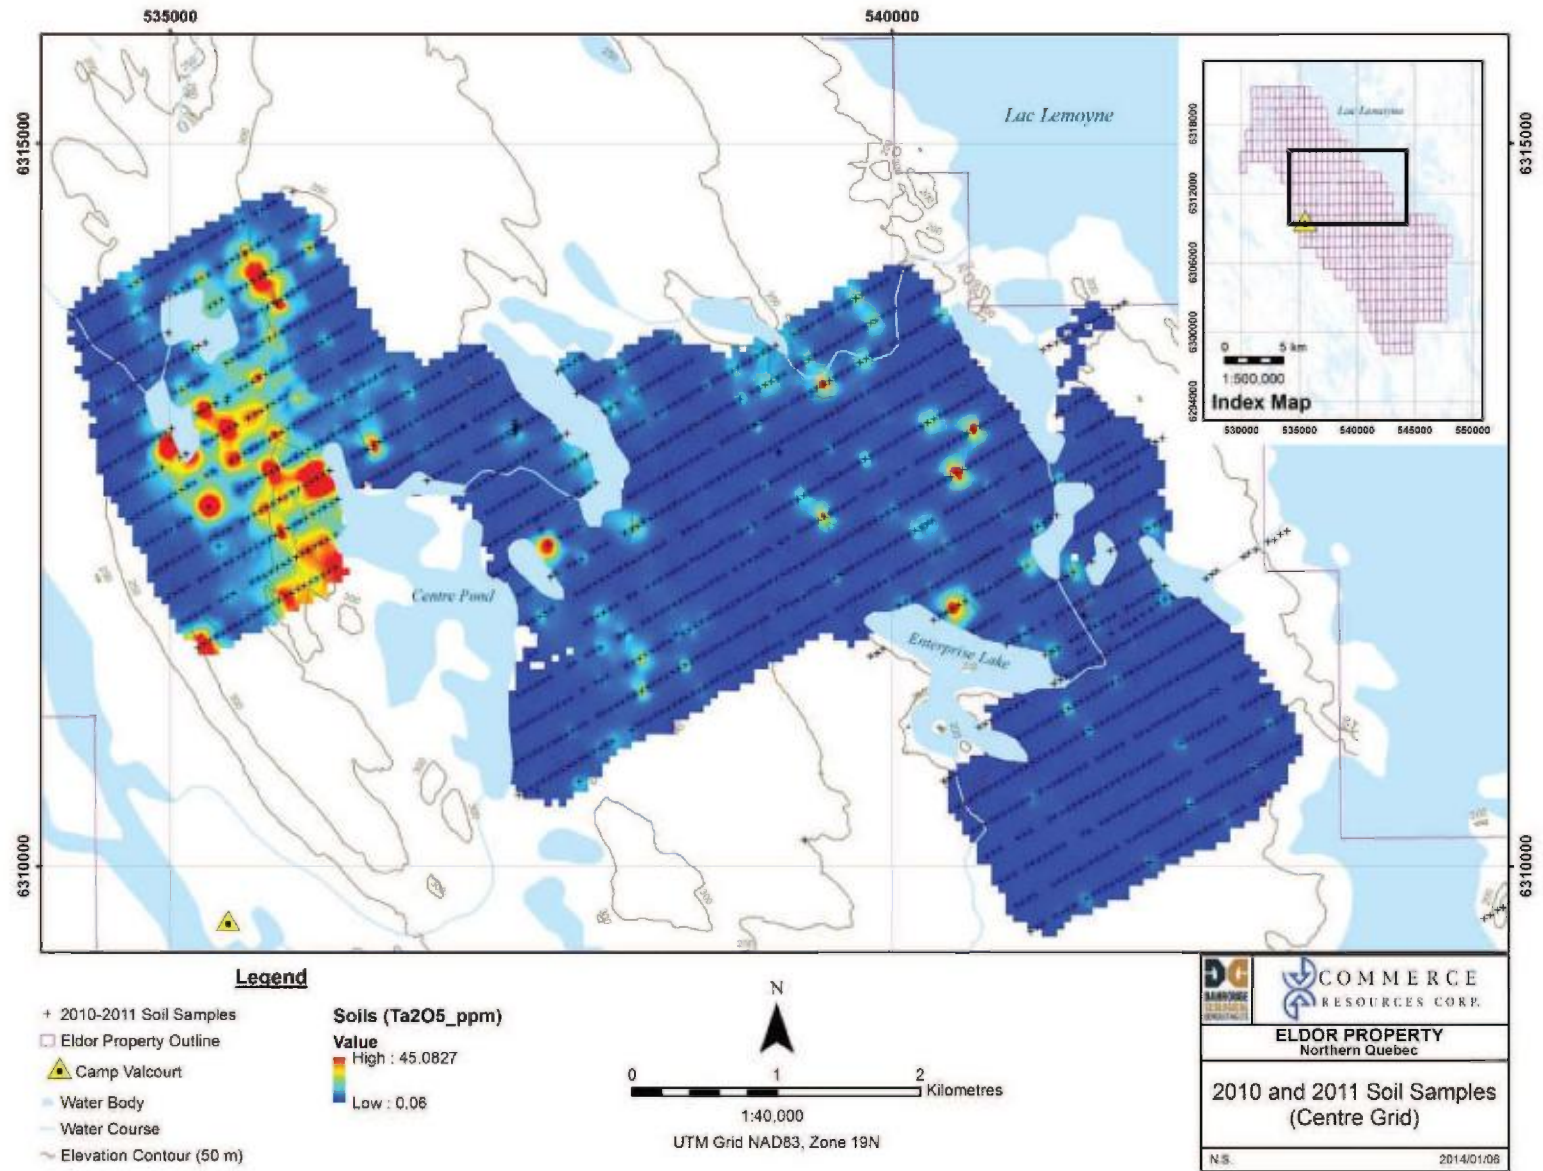 535000
540000
6315000
6315000
Lac Lemoyne
Centre Pond
Enterprise Lake
6310000
6310000
Lac Lemoyne
6318000
6312000
6306000
6300000
6294000
0 5 km
1:500,000
Index Map
530000 535000 540000 545000 550000
Legend
2010-2011 Soil Samples
Eldor Property Outline
Camp Valcourt
Water Body
Water Course
Elevation Contour (50 m)
Soils (Ta2O5_ppm)
Value
High : 45.0827
Low : 0.06
N
0 1 2
Kilometres
1:40,000
UTM Grid NAD83, Zone 19N
COMMERCE
RESOURCES CORP.
ELDOR PROPERTY
Northern Quebec
2010 and 2011 Soil Samples
(Centre Grid)
N.S. 2014/01/06